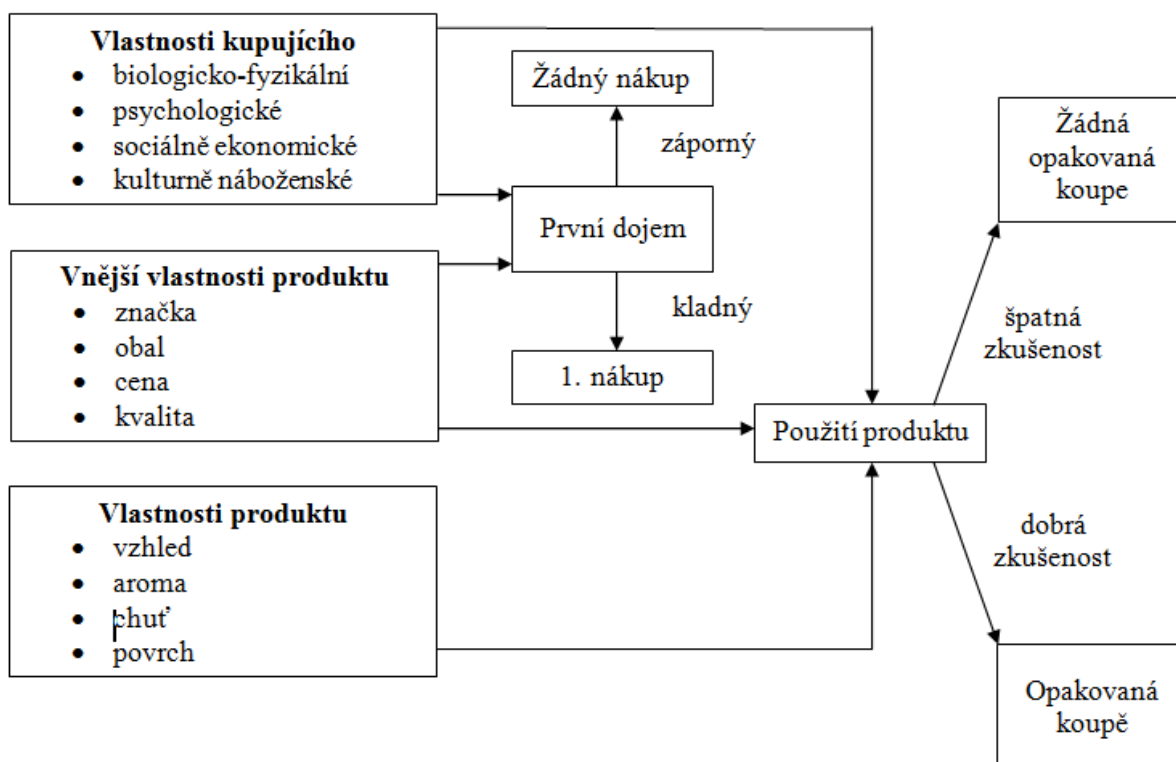 Vlastnosti kupujícího
• biologicko-fyzikální
• psychologické
• sociálně ekonomické
• kulturně náboženské
Vnější vlastnosti produktu
• značka
• obal
• cena
• kvalita
Vlastnosti produktu
• vzhled
• aroma
• chuť
• povrch
Žádný nákup
záporný
První dojem
kladný
1. nákup
Použití produktu
Žádná
opakovaná
koupe
špatná
zkušenost
dobrá
zkušenost
Opakovaná
koupě